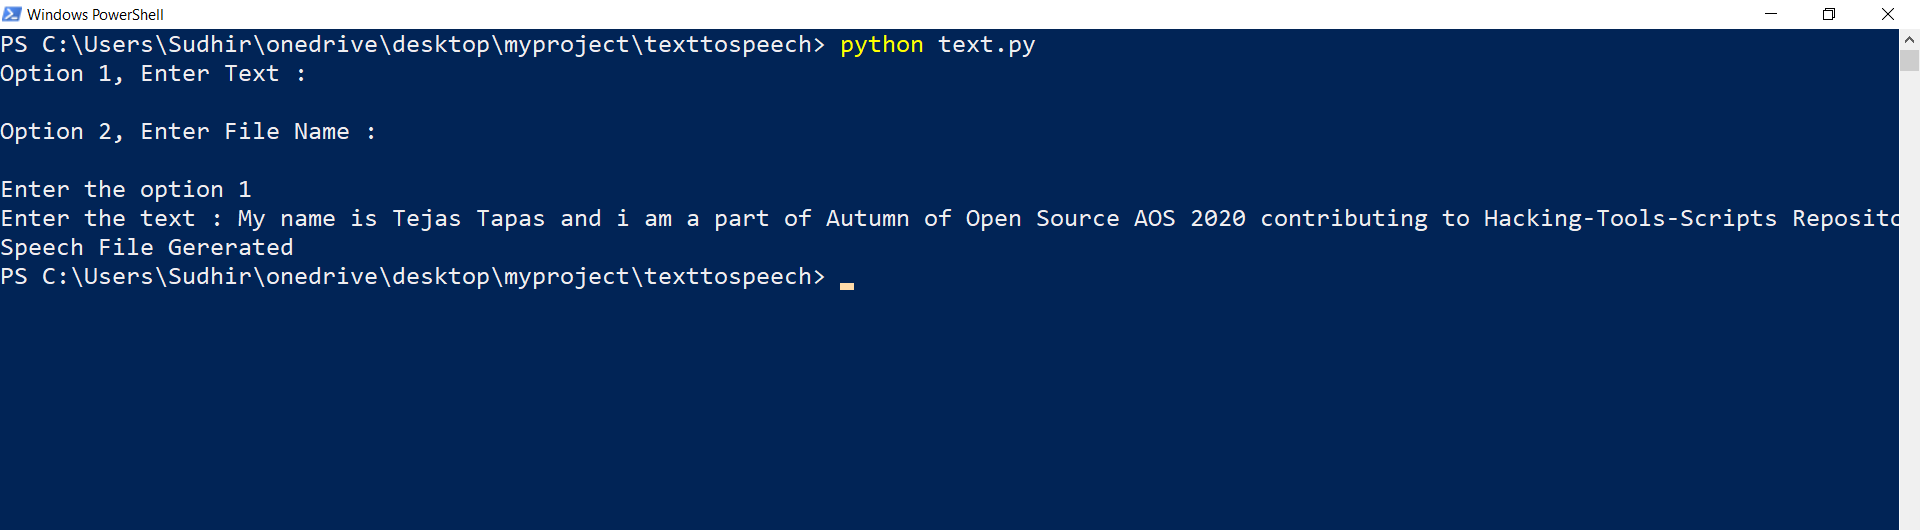 Windows PowerShell
PS C:\Users\Sudhir\onedrive\desktop\myproject\texttospeech> python text.py
Option 1, Enter Text :
Option 2, Enter File Name :
Enter the option 1
Enter the text : My name is Tejas Tapas and i am a part of Autumn of Open Source AOS 2020 contributing to Hacking-Tools-Scripts Reposito
Speech File Gererated
PS C:\Users\Sudhir\onedrive\desktop\myproject\texttospeech>